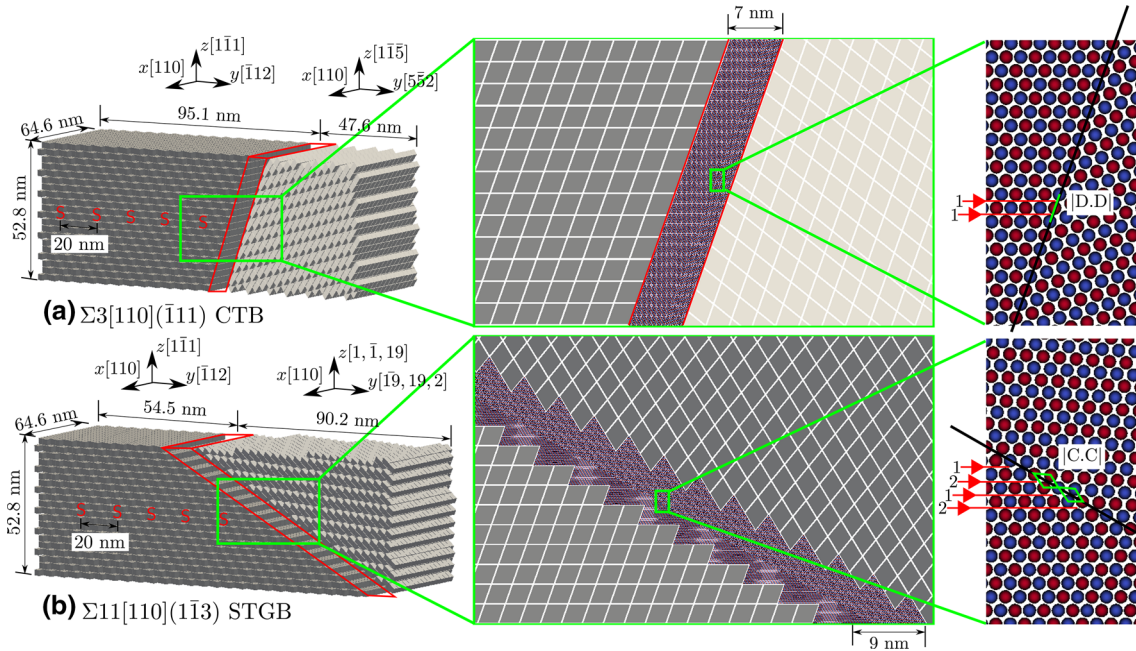 z[11̄1]
x[110]
y[1̄12]
z[11̄5̄]
x[110]
y[55̄2]
64.6 nm
95.1 nm
47.6 nm
52.8 nm
S S S S S
20 nm
(a) Σ3[110](1̄11) CTB
7 nm
1
1
|D.D|
z[11̄1]
x[110]
y[1̄12]
z[1, 1̄, 19]
x[110]
y[1̄9, 19, 2]
64.6 nm
54.5 nm
90.2 nm
52.8 nm
S S S S S
20 nm
(b) Σ11[110](11̄3) STGB
9 nm
1
2
1
2
|C.C|